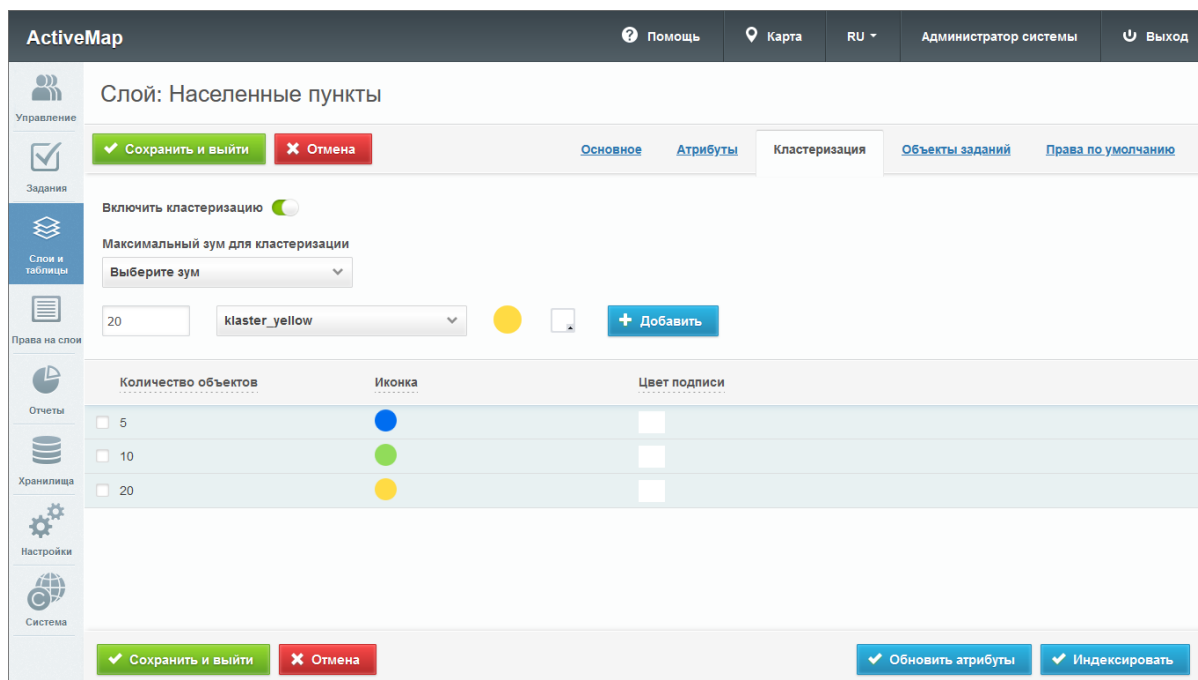 ActiveMap
Помощь
Карта
RU
Администратор системы
Выход
Управление
Задания
Слои и
таблицы
Права на слои
Отчеты
Хранилища
Настройки
Система
Слой: Населенные пункты
Сохранить и выйти
Отмена
Основное
Атрибуты
Кластеризация
Объекты заданий
Права по умолчанию
Включить кластеризацию
Максимальный зум для кластеризации
Выберите зум
20
klaster_yellow
Добавить
Количество объектов
Иконка
Цвет подписи
5
10
20
Сохранить и выйти
Отмена
Обновить атрибуты
Индексировать